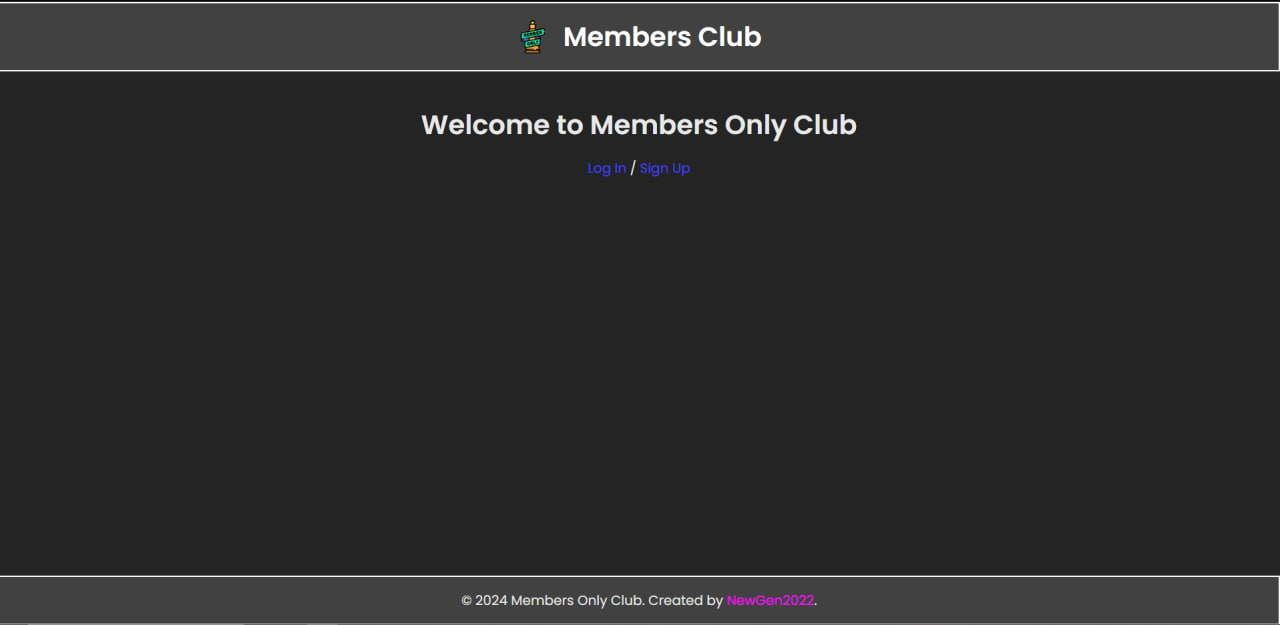 Members Club
Welcome to Members Only Club
Log In / Sign Up
© 2024 Members Only Club. Created by NewGen2022.